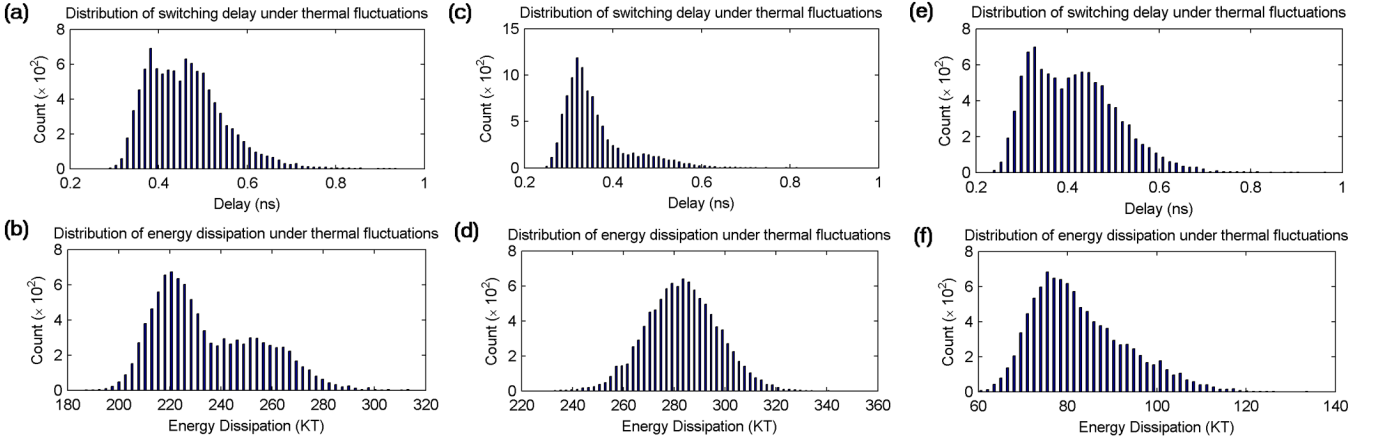 (a)
Distribution of switching delay under thermal fluctuations
8
6
4
2
0
Count (× 10²)
0.2 0.4 0.6 0.8 1
Delay (ns)
(c)
Distribution of switching delay under thermal fluctuations
15
10
5
0
Count (× 10²)
0.2 0.4 0.6 0.8 1
Delay (ns)
(e)
Distribution of switching delay under thermal fluctuations
8
6
4
2
0
Count (× 10²)
0.2 0.4 0.6 0.8 1
Delay (ns)
(b)
Distribution of energy dissipation under thermal fluctuations
8
6
4
2
0
Count (× 10²)
180 200 220 240 260 280 300 320
Energy Dissipation (KT)
(d)
Distribution of energy dissipation under thermal fluctuations
8
6
4
2
0
Count (× 10²)
220 240 260 280 300 320 340 360
Energy Dissipation (KT)
(f)
Distribution of energy dissipation under thermal fluctuations
8
6
4
2
0
Count (× 10²)
60 80 100 120 140
Energy Dissipation (KT)